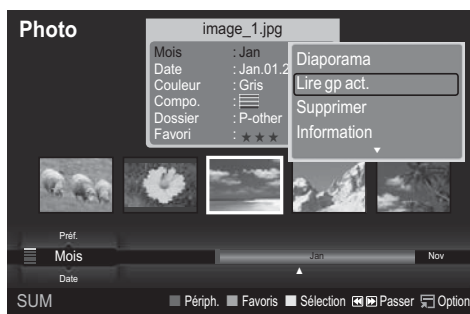 Photo
image_1.jpg
Mois : Jan
Date : Jan.01.2
Couleur : Gris
Compo. :
Dossier : P-other
Favori : ★ ★ ★
Diaporama
Lire gp act.
Supprimer
Information
Préf.
Mois
Jan
Nov
Date
SUM
Périph. Favoris Sélection Passer Option